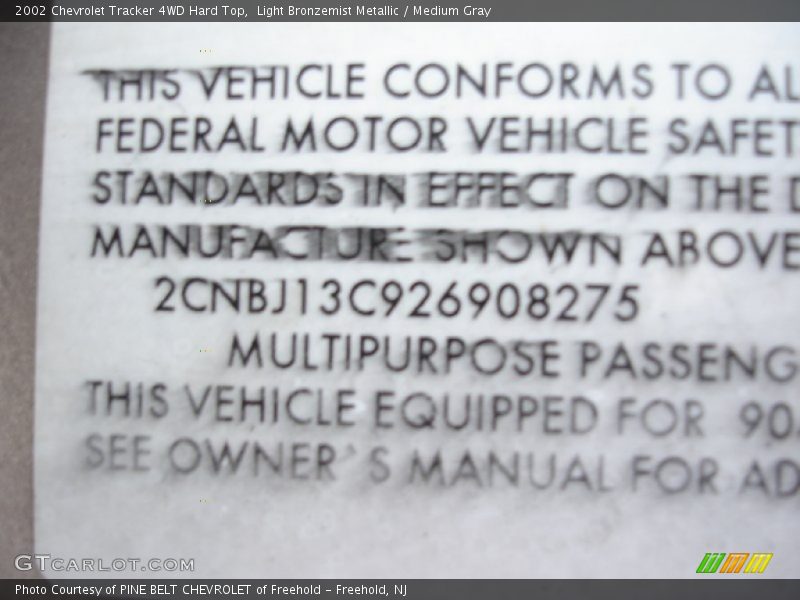 2002 Chevrolet Tracker 4WD Hard Top,  Light Bronzemist Metallic / Medium Gray
THIS VEHICLE CONFORMS TO AL
FEDERAL MOTOR VEHICLE SAFET
STANDARDS IN EFFECT ON THE D
MANUFACTURE SHOWN ABOVE
2CNBJ13C926908275
MULTIPURPOSE PASSENG
THIS VEHICLE EQUIPPED FOR 90
SEE OWNER'S MANUAL FOR AD
GTCARLOT.COM
Photo Courtesy of PINE BELT CHEVROLET of Freehold - Freehold, NJ